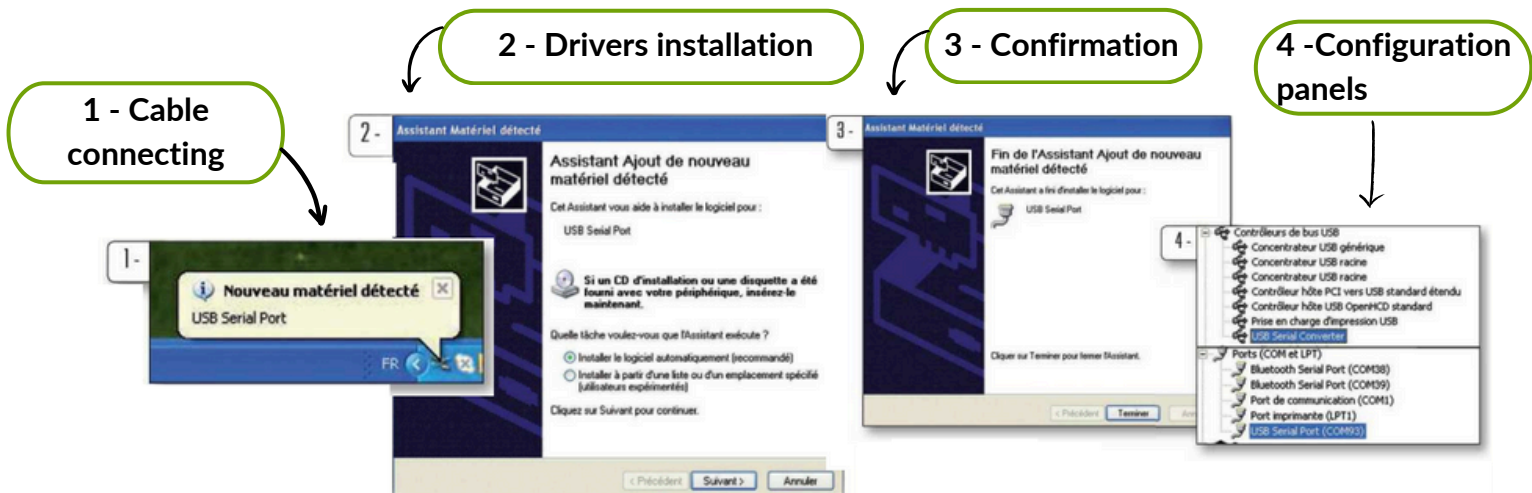 1 - Cable
connecting
2 - Drivers installation
3 - Confirmation
4 -Configuration
panels
1-
Nouveau matériel détecté
USB Serial Port
FR
2-
Assistant Matériel détecté
Assistant Ajout de nouveau
matériel détecté
Cet Assistant vous aide à installer le logiciel pour :
USB Serial Port
Si un CD d'installation ou une disquette a été
fourni avec votre périphérique, insérez-le
maintenant.
Quelle tâche voulez-vous que l'Assistant exécute ?
Installer le logiciel automatiquement (recommandé)
Installer à partir d'une liste ou d'un emplacement spécifié
(utilisateurs expérimentés)
Cliquez sur Suivant pour continuer.
< Précédent
Suivant >
Annuler
3-
Assistant Matériel détecté
Fin de l'Assistant Ajout de nouveau
matériel détecté
Cet Assistant a fini d'installer le logiciel pour :
USB Serial Port
Cliquer sur Terminer pour fermer l'Assistant.
< Précédent
Terminer
4-
Contrôleurs de bus USB
Concentrateur USB générique
Concentrateur USB racine
Concentrateur USB racine
Contrôleur hôte PCI vers USB standard étendu
Contrôleur hôte USB OpenHCD standard
Prise en charge d'impression USB
USB Serial Converter
Ports (COM et LPT)
Bluetooth Serial Port (COM38)
Bluetooth Serial Port (COM39)
Port de communication (COM1)
Port imprimante (LPT1)
USB Serial Port (COM93)